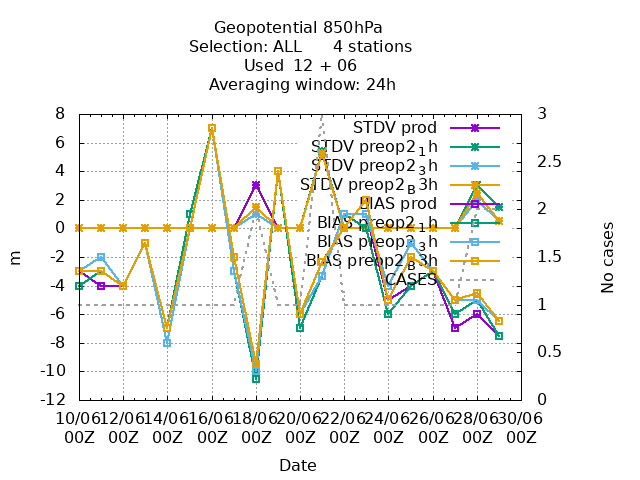 Geopotential 850hPa
Selection: ALL 4 stations
Used 12 + 06
Averaging window: 24h
STDV prod
STDV preop2_1h
STDV preop2_3h
STDV preop2_B3h
BIAS prod
BIAS preop2_1h
BIAS preop2_3h
BIAS preop2_B3h
CASES
8
6
4
2
0
-2
-4
-6
-8
-10
-12
m
3
2.5
2
1.5
1
0.5
0
No cases
10/06 12/06 14/06 16/06 18/06 20/06 22/06 24/06 26/06 28/06 30/06
00Z 00Z 00Z 00Z 00Z 00Z 00Z 00Z 00Z 00Z 00Z
Date